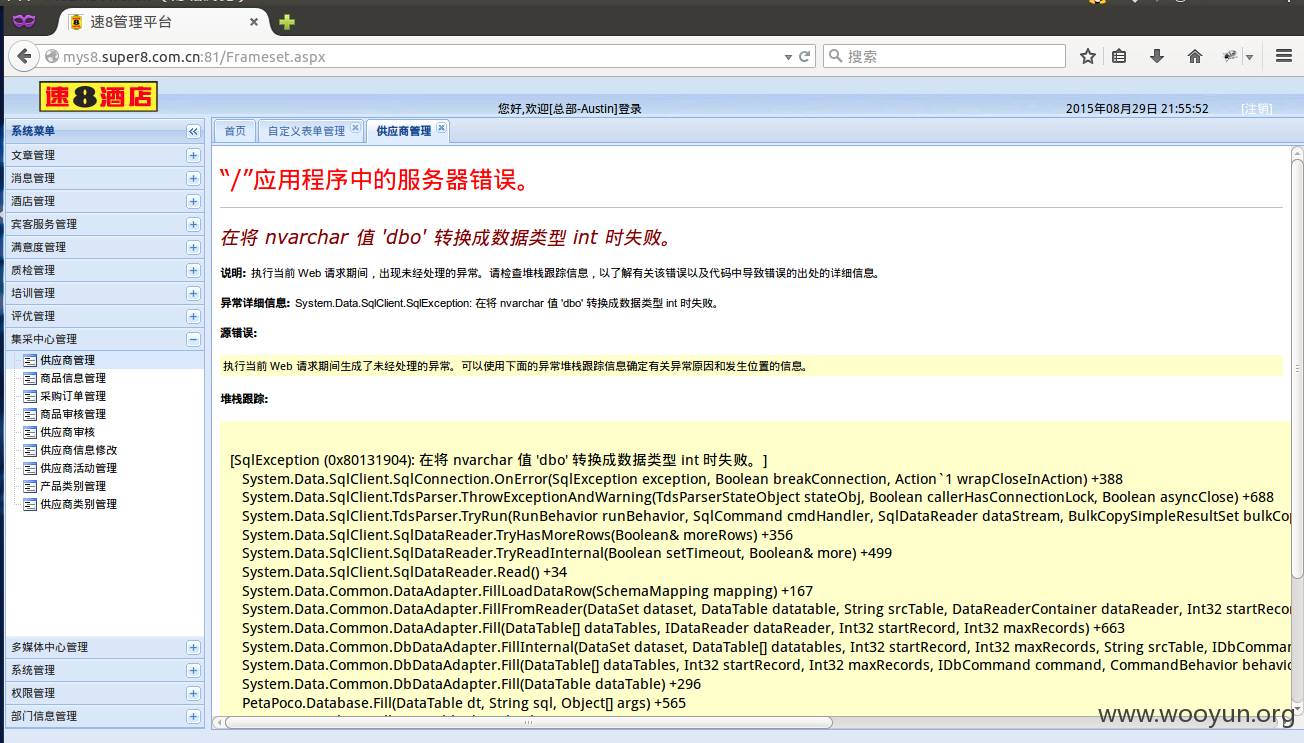 速8管理平台
mys8.super8.com.cn:81/Frameset.aspx
搜索
速8酒店
您好,欢迎[总部-Austin]登录
2015年08月29日 21:55:52
[注销]
系统菜单
首页
自定义表单管理
供应商管理
文章管理
消息管理
酒店管理
宾客服务管理
满意度管理
质检管理
培训管理
评优管理
集采中心管理
供应商管理
商品信息管理
采购订单管理
商品审核管理
供应商审核
供应商信息修改
供应商活动管理
产品类别管理
供应商类别管理
多媒体中心管理
系统管理
权限管理
部门信息管理
“/”应用程序中的服务器错误。
在将 nvarchar 值 'dbo' 转换成数据类型 int 时失败。
说明: 执行当前 Web 请求期间，出现未经处理的异常。请检查堆栈跟踪信息，以了解有关该错误以及代码中导致错误的出处的详细信息。
异常详细信息: System.Data.SqlClient.SqlException: 在将 nvarchar 值 'dbo' 转换成数据类型 int 时失败。
源错误:
执行当前 Web 请求期间生成了未经处理的异常。可以使用下面的异常堆栈跟踪信息确定有关异常原因和发生位置的信息。
堆栈跟踪:
[SqlException (0x80131904): 在将 nvarchar 值 'dbo' 转换成数据类型 int 时失败。]
System.Data.SqlClient.SqlConnection.OnError(SqlException exception, Boolean breakConnection, Action`1 wrapCloseInAction) +388
System.Data.SqlClient.TdsParser.ThrowExceptionAndWarning(TdsParserStateObject stateObj, Boolean callerHasConnectionLock, Boolean asyncClose) +688
System.Data.SqlClient.TdsParser.TryRun(RunBehavior runBehavior, SqlCommand cmdHandler, SqlDataReader dataStream, BulkCopySimpleResultSet bulkCop
System.Data.SqlClient.SqlDataReader.TryHasMoreRows(Boolean& moreRows) +356
System.Data.SqlClient.SqlDataReader.TryReadInternal(Boolean setTimeout, Boolean& more) +499
System.Data.SqlClient.SqlDataReader.Read() +34
System.Data.Common.DataAdapter.FillLoadDataRow(SchemaMapping mapping) +167
System.Data.Common.DataAdapter.FillFromReader(DataSet dataset, DataTable datatable, String srcTable, DataReaderContainer dataReader, Int32 startRecor
System.Data.Common.DataAdapter.Fill(DataTable[] dataTables, IDataReader dataReader, Int32 startRecord, Int32 maxRecords) +663
System.Data.Common.DbDataAdapter.FillInternal(DataSet dataset, DataTable[] datatables, Int32 startRecord, Int32 maxRecords, String srcTable, IDbComman
System.Data.Common.DbDataAdapter.Fill(DataTable[] dataTables, Int32 startRecord, Int32 maxRecords, IDbCommand command, CommandBehavior behavio
System.Data.Common.DbDataAdapter.Fill(DataTable dataTable) +296
PetaPoco.Database.Fill(DataTable dt, String sql, Object[] args) +565
www.wooyun.org